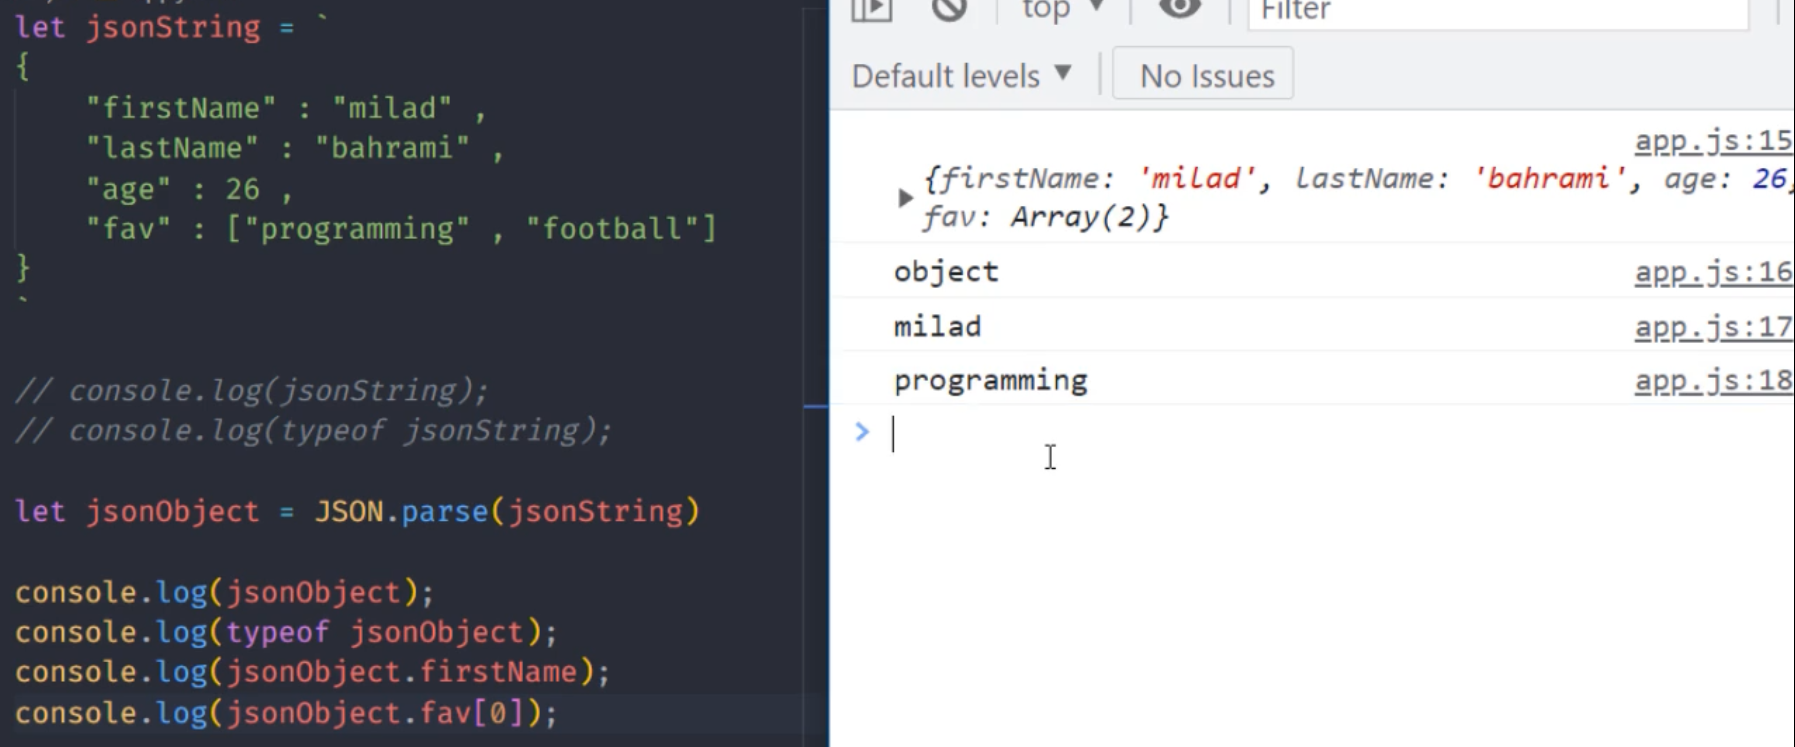 let jsonString = `
{
    "firstName" : "milad" ,
    "lastName" : "bahrami" ,
    "age" : 26 ,
    "fav" : ["programming" , "football"]
}
`
// console.log(jsonString);
// console.log(typeof jsonString);
let jsonObject = JSON.parse(jsonString)
console.log(jsonObject);
console.log(typeof jsonObject);
console.log(jsonObject.firstName);
console.log(jsonObject.fav[0]);
top ▼ Filter
Default levels ▼ No Issues
app.js:15
{firstName: 'milad', lastName: 'bahrami', age: 26,
fav: Array(2)}
object app.js:16
milad app.js:17
programming app.js:18
>